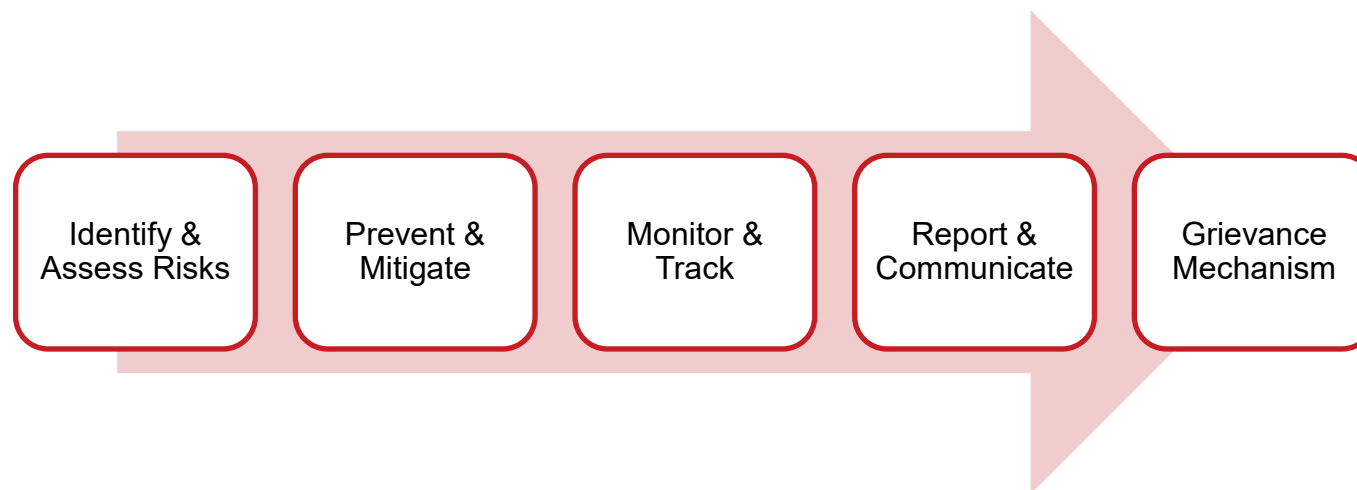 Identify &
Assess Risks
Prevent &
Mitigate
Monitor &
Track
Report &
Communicate
Grievance
Mechanism